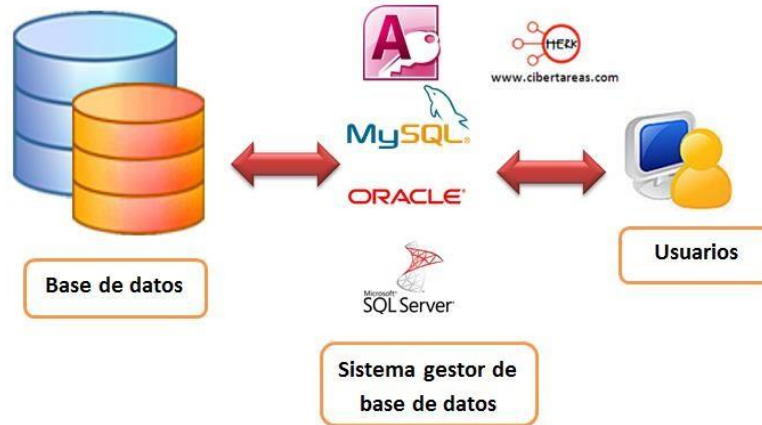 A
HERK
www.cibertareas.com
MySQL®
ORACLE®
Microsoft®
SQL Server®
Base de datos
Usuarios
Sistema gestor de
base de datos